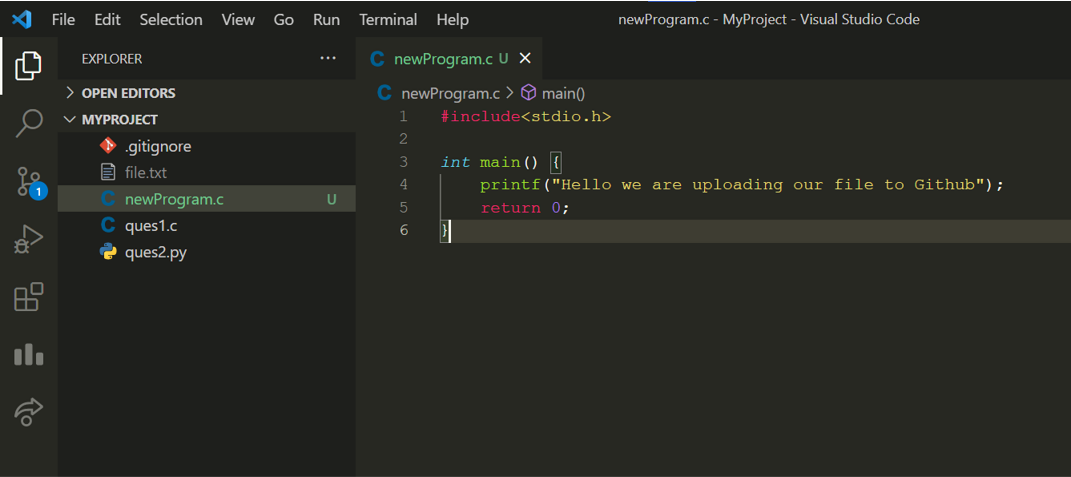 File Edit Selection View Go Run Terminal Help newProgram.c - MyProject - Visual Studio Code
EXPLORER ...
OPEN EDITORS
MYPROJECT
.gitignore
file.txt
newProgram.c U
ques1.c
ques2.py
1
newProgram.c U
newProgram.c > main()
1 #include<stdio.h>
2
3 int main() {
4     printf("Hello we are uploading our file to Github");
5     return 0;
6 }